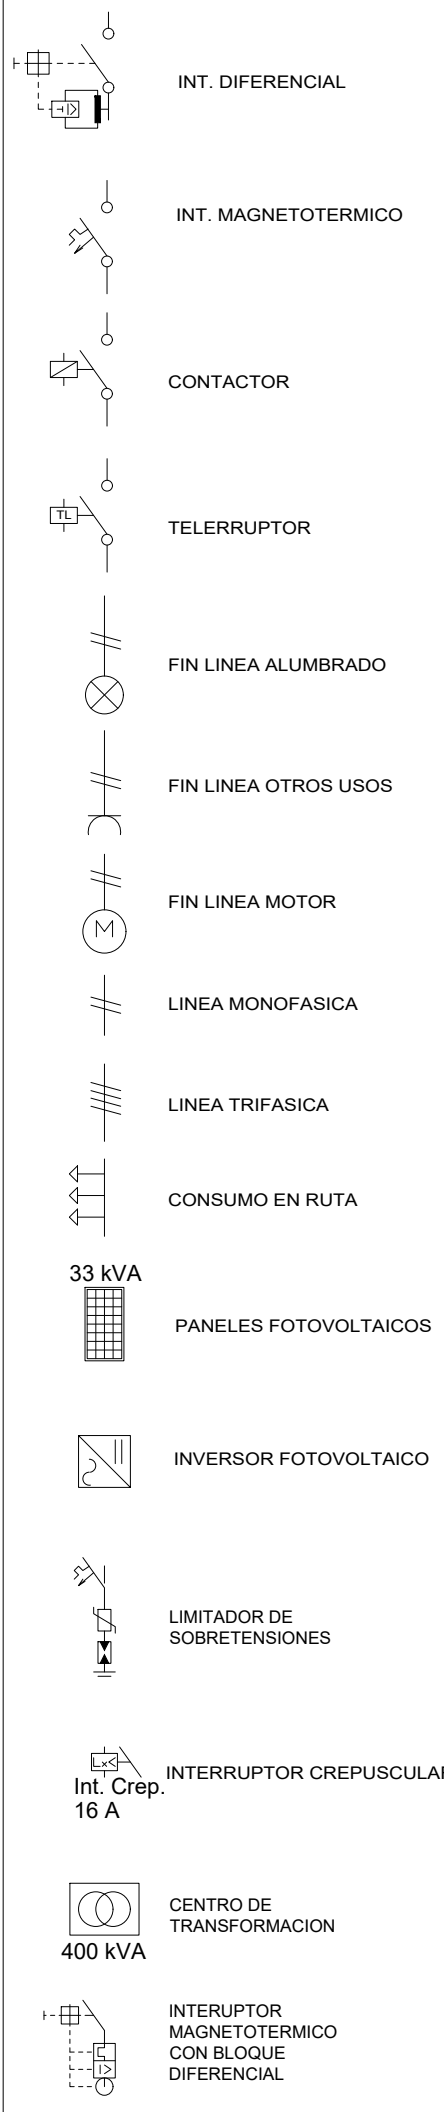 INT. DIFERENCIAL
I>
INT. MAGNETOTERMICO
CONTACTOR
TL
TELERRUPTOR
FIN LINEA ALUMBRADO
FIN LINEA OTROS USOS
FIN LINEA MOTOR
M
LINEA MONOFASICA
LINEA TRIFASICA
CONSUMO EN RUTA
33 kVA
PANELES FOTOVOLTAICOS
INVERSOR FOTOVOLTAICO
LIMITADOR DE
SOBRETENSIONES
Lx<
INTERRUPTOR CREPUSCULAR
Int. Crep.
16 A
CENTRO DE
TRANSFORMACION
400 kVA
INTERUPTOR
MAGNETOTERMICO
CON BLOQUE
DIFERENCIAL
I>